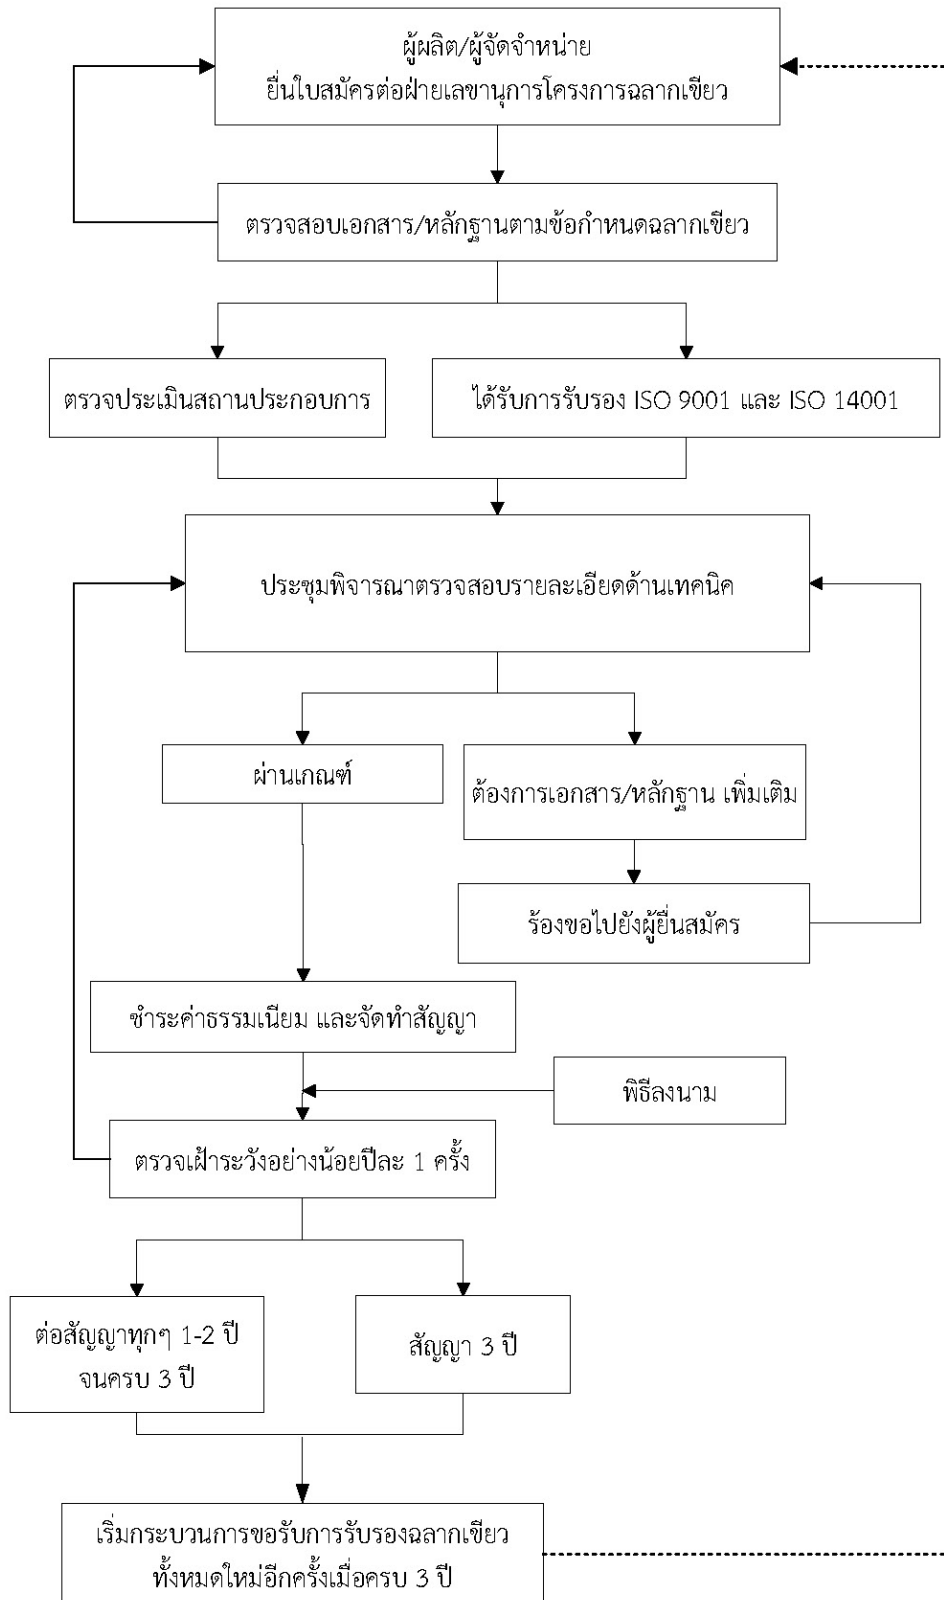 ผู้ผลิต/ผู้จัดจำหน่าย
ยื่นใบสมัครต่อฝ่ายเลขานุการโครงการฉลากเขียว
ตรวจสอบเอกสาร/หลักฐานตามข้อกำหนดฉลากเขียว
ตรวจประเมินสถานประกอบการ
ได้รับการรับรอง ISO 9001 และ ISO 14001
ประชุมพิจารณาตรวจสอบรายละเอียดด้านเทคนิค
ผ่านเกณฑ์
ต้องการเอกสาร/หลักฐาน เพิ่มเติม
ร้องขอไปยังผู้ยื่นสมัคร
ชำระค่าธรรมเนียม และจัดทำสัญญา
พิธีลงนาม
ตรวจเฝ้าระวังอย่างน้อยปีละ 1 ครั้ง
ต่อสัญญาทุกๆ 1-2 ปี
จนครบ 3 ปี
สัญญา 3 ปี
เริ่มกระบวนการขอรับการรับรองฉลากเขียว
ทั้งหมดใหม่อีกครั้งเมื่อครบ 3 ปี